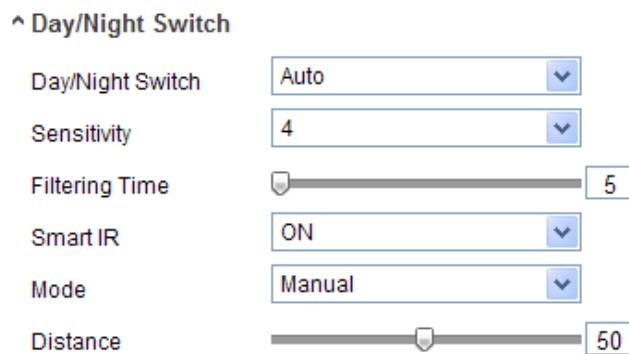 Day/Night Switch
Day/Night Switch Auto
Sensitivity 4
Filtering Time 5
Smart IR ON
Mode Manual
Distance 50